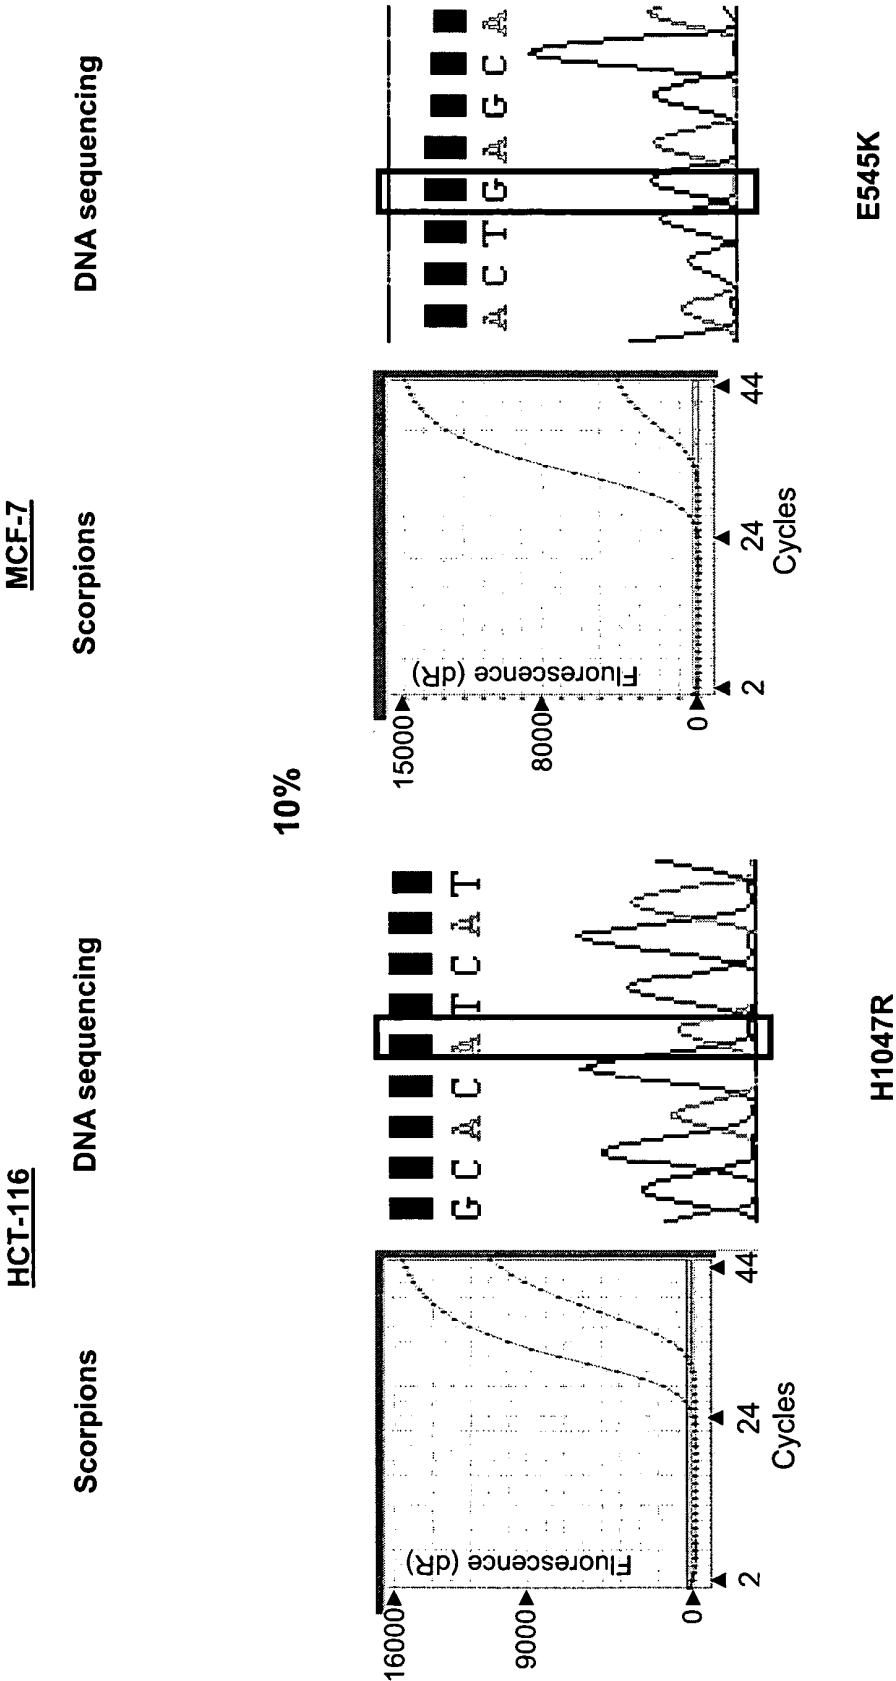 HCT-116
MCF-7
Scorpions
DNA sequencing
Scorpions
DNA sequencing
10%
16000
9000
0
Fluorescence (dR)
2
24
44
Cycles
G C A C A T C A T
H1047R
15000
8000
0
Fluorescence (dR)
2
24
44
Cycles
A C T G A G C A
E545K